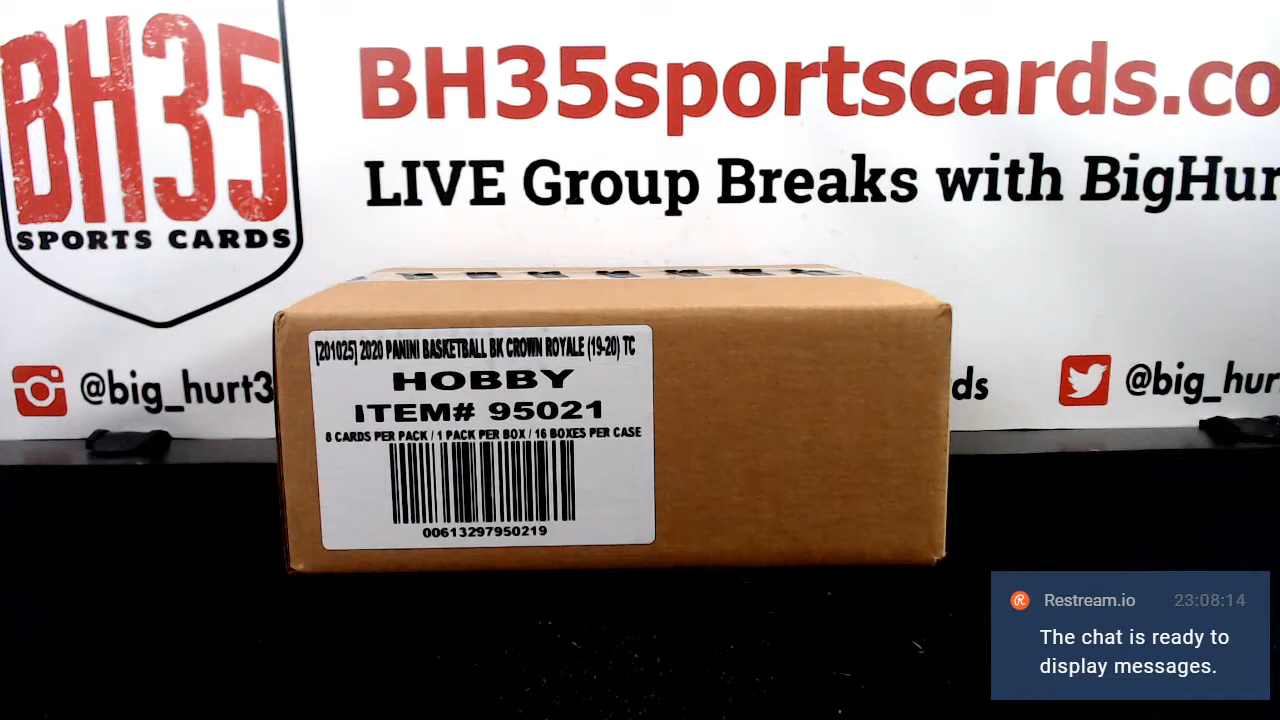 BH35
SPORTS CARDS
BH35sportscards.co
LIVE Group Breaks with BigHur
@big_hurt3
ds
@big_hur
[201025] 2020 PANINI BASKETBALL BK CROWN ROYALE (19-20) TC
HOBBY
ITEM# 95021
8 CARDS PER PACK / 1 PACK PER BOX / 16 BOXES PER CASE
00613297950219
Restream.io 23:08:14
The chat is ready to
display messages.